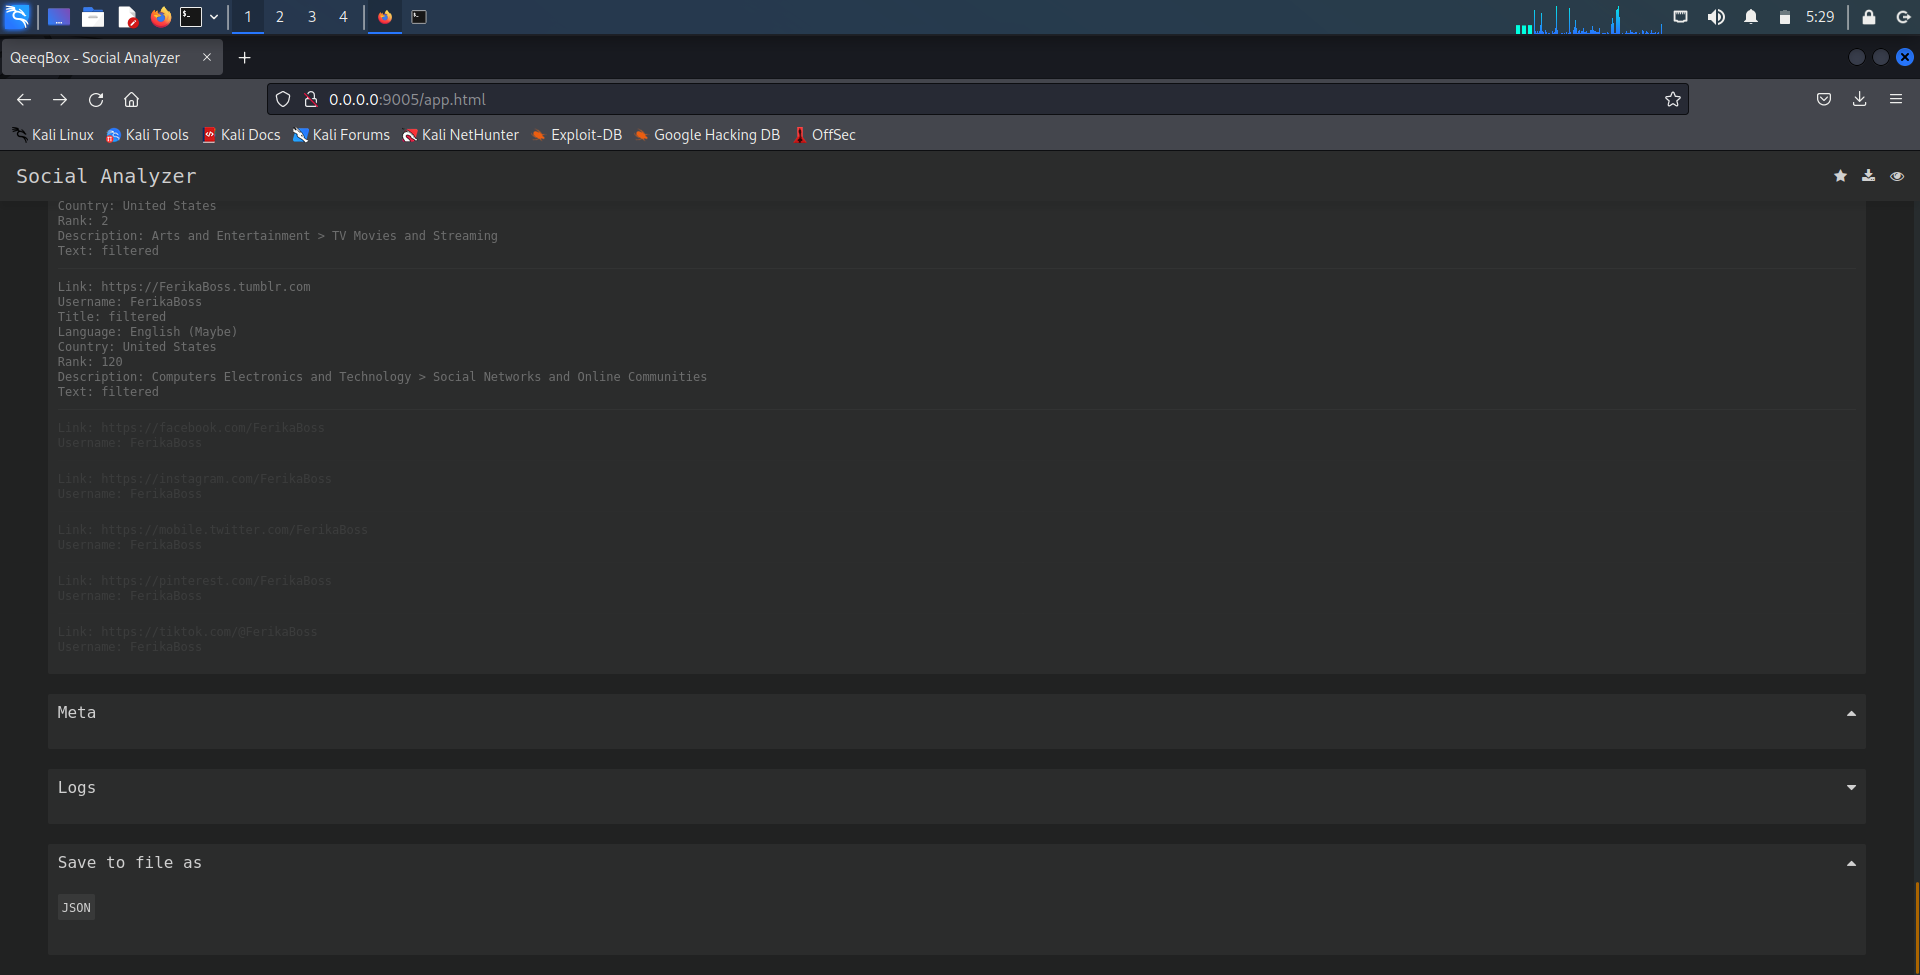 1 2 3 4 5:29
QeeqBox - Social Analyzer
0.0.0.0:9005/app.html
Kali Linux Kali Tools Kali Docs Kali Forums Kali NetHunter Exploit-DB Google Hacking DB OffSec
Social Analyzer
Country: United States
Rank: 2
Description: Arts and Entertainment > TV Movies and Streaming
Text: filtered
Link: https://FerikaBoss.tumblr.com
Username: FerikaBoss
Title: filtered
Language: English (Maybe)
Country: United States
Rank: 120
Description: Computers Electronics and Technology > Social Networks and Online Communities
Text: filtered
Link: https://facebook.com/FerikaBoss
Username: FerikaBoss
Link: https://instagram.com/FerikaBoss
Username: FerikaBoss
Link: https://mobile.twitter.com/FerikaBoss
Username: FerikaBoss
Link: https://pinterest.com/FerikaBoss
Username: FerikaBoss
Link: https://tiktok.com/@FerikaBoss
Username: FerikaBoss
Meta
Logs
Save to file as
JSON